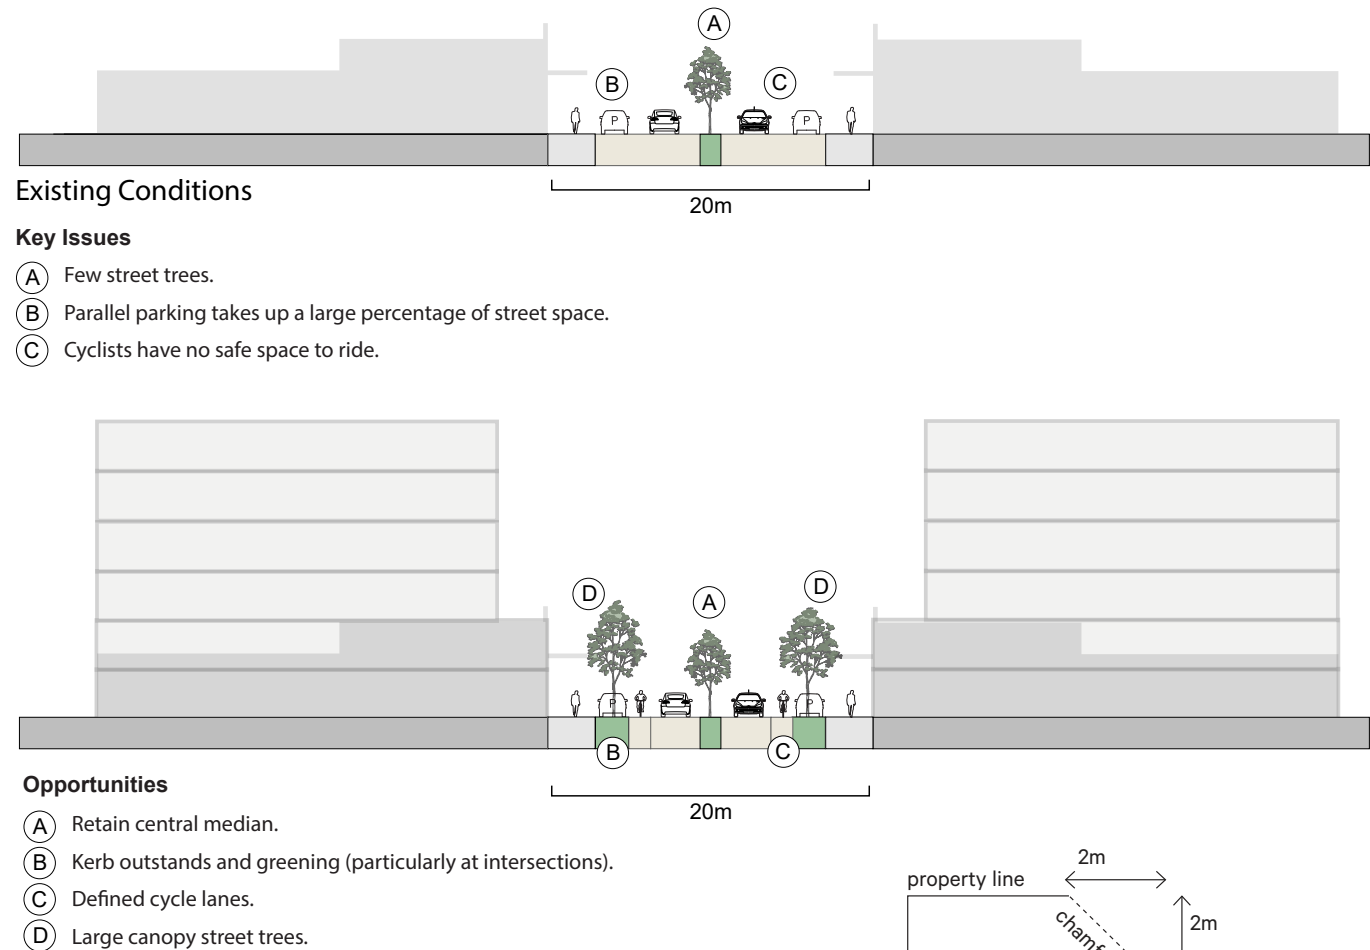 A
B
C
P
P
Existing Conditions
20m
Key Issues
A Few street trees.
B Parallel parking takes up a large percentage of street space.
C Cyclists have no safe space to ride.
D
A
D
P
P
B
C
Opportunities
20m
A Retain central median.
B Kerb outstands and greening (particularly at intersections).
C Defined cycle lanes.
D Large canopy street trees.
2m
property line
2m